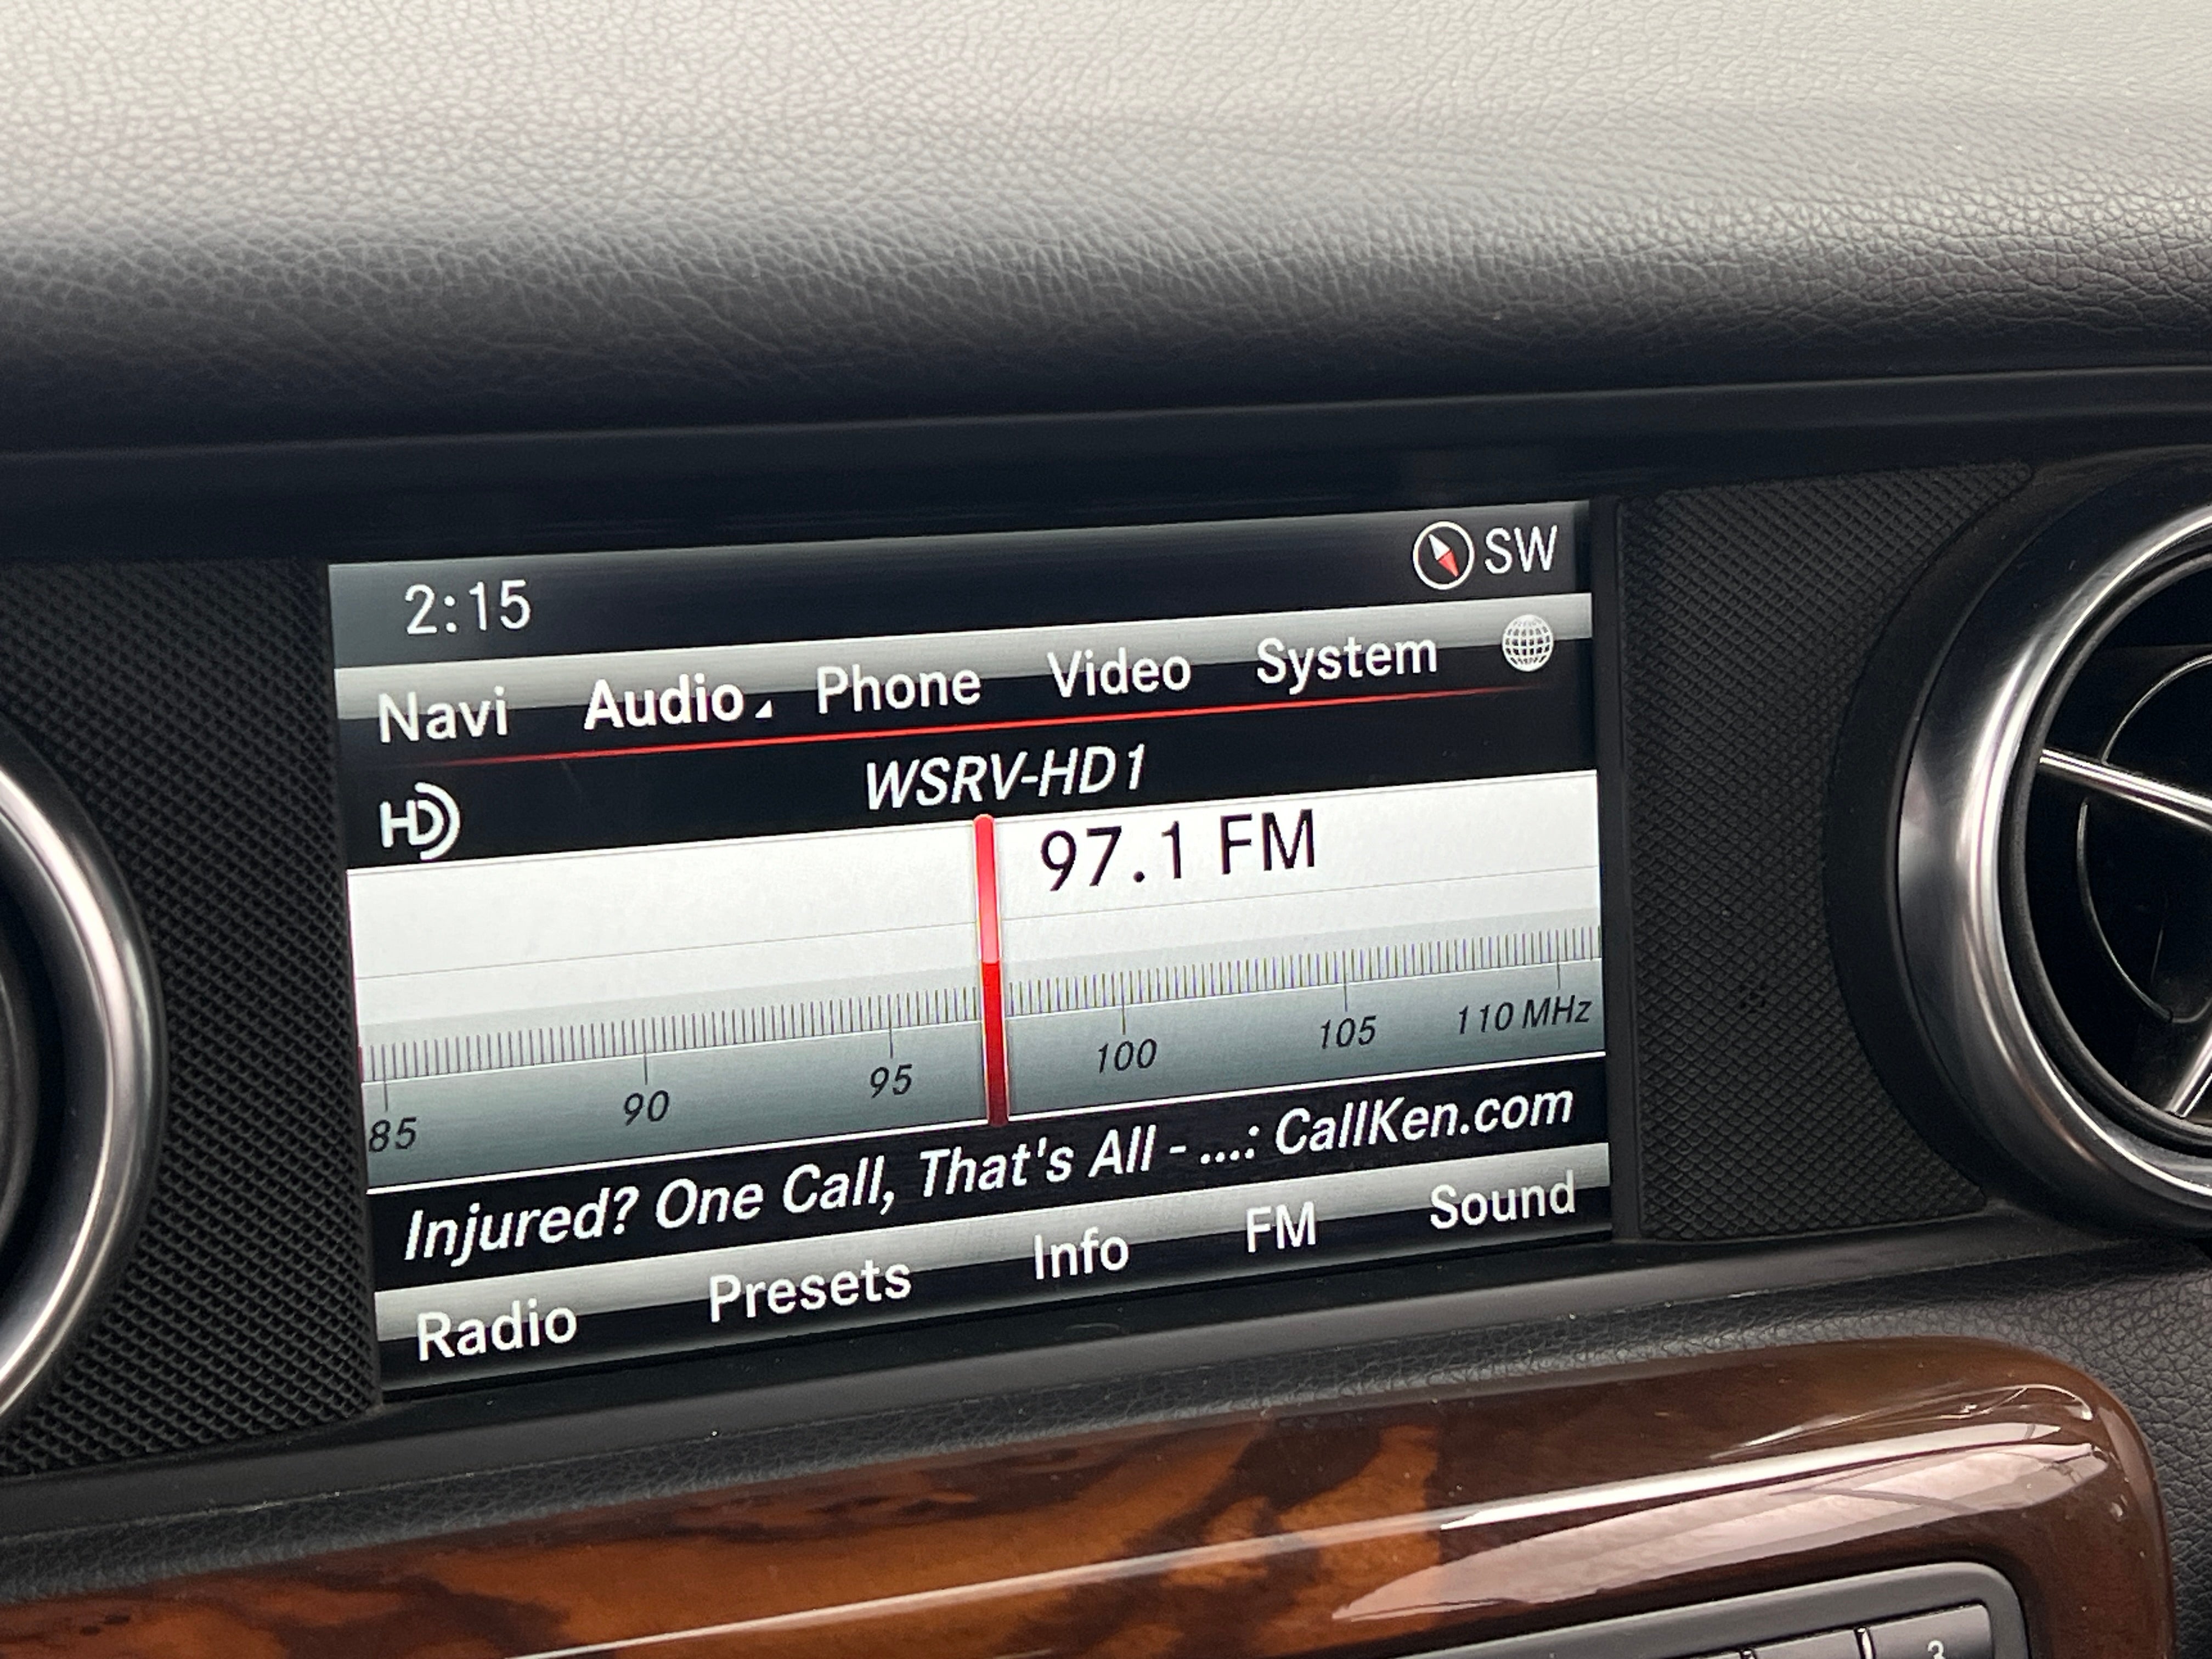 2:15 SW
Navi Audio Phone Video System
HD WSRV-HD1
97.1 FM
85 90 95 100 105 110 MHz
Injured? One Call, That's All - ...: CallKen.com
Radio Presets Info FM Sound
3